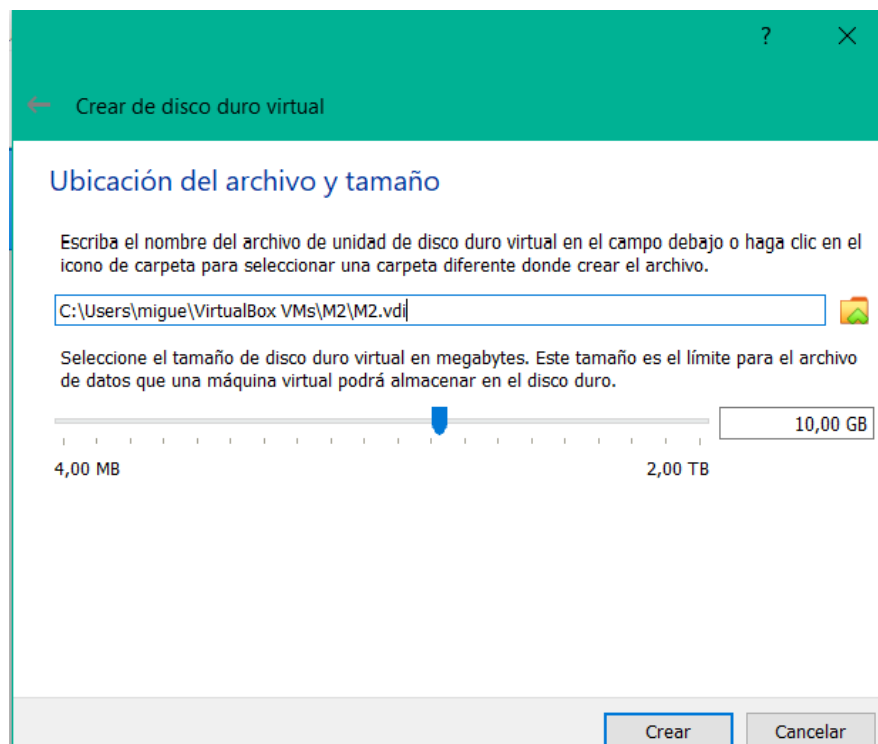 ?
Crear de disco duro virtual
Ubicación del archivo y tamaño
Escriba el nombre del archivo de unidad de disco duro virtual en el campo debajo o haga clic en el
icono de carpeta para seleccionar una carpeta diferente donde crear el archivo.
C:\Users\migue\VirtualBox VMs\M2\M2.vdi
Seleccione el tamaño de disco duro virtual en megabytes. Este tamaño es el límite para el archivo
de datos que una máquina virtual podrá almacenar en el disco duro.
10,00 GB
4,00 MB 2,00 TB
Crear Cancelar